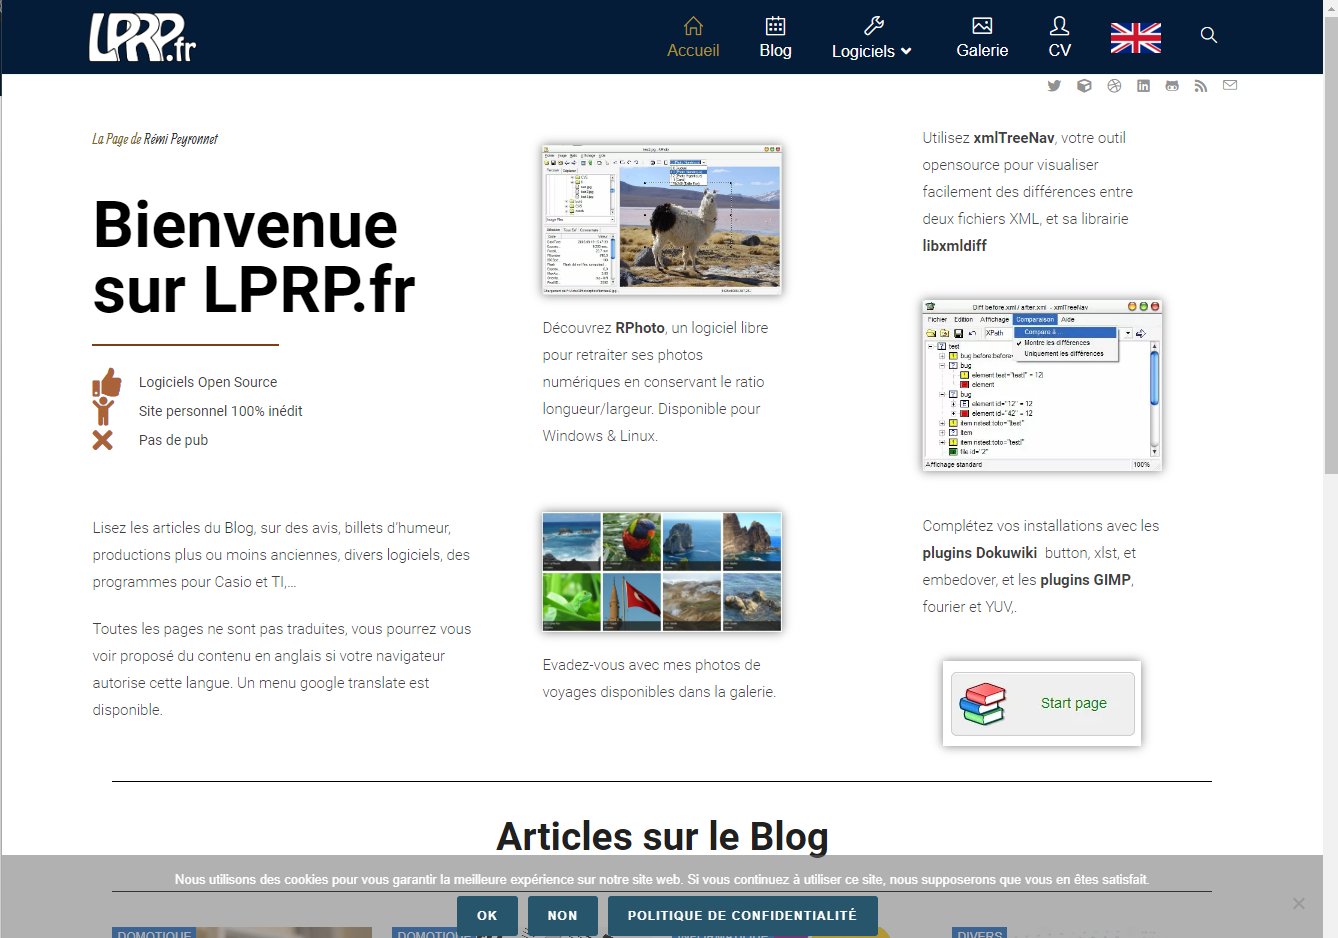 LPRP.fr
Accueil
Blog
Logiciels
Galerie
CV
La Page de Rémi Peyronnet
Bienvenue
sur LPRP.fr
Logiciels Open Source
Site personnel 100% inédit
Pas de pub
Lisez les articles du Blog, sur des avis, billets d'humeur,
productions plus ou moins anciennes, divers logiciels, des
programmes pour Casio et TI,...
Toutes les pages ne sont pas traduites, vous pourrez vous
voir proposé du contenu en anglais si votre navigateur
autorise cette langue. Un menu google translate est
disponible.
Découvrez RPhoto, un logiciel libre
pour retraiter ses photos
numériques en conservant le ratio
longueur/largeur. Disponible pour
Windows & Linux.
Evadez-vous avec mes photos de
voyages disponibles dans la galerie.
Utilisez xmlTreeNav, votre outil
opensource pour visualiser
facilement des différences entre
deux fichiers XML, et sa librairie
libxmldiff
Diff before.xml / after.xml - xmlTreeNav
Fichier Edition Affichage Comparaison Aide
XPath
Compare à ...
Montre les différences
Uniquement les différences
test
bug before:before=
bug
element test="test!" = 12
element
bug
element id="12" = 12
element id="42" = 12
item nstest:toto="test"
item
item nstest:toto="test!"
file id="2"
Affichage standard 100%
Complétez vos installations avec les
plugins Dokuwiki button, xlst, et
embedover, et les plugins GIMP,
fourier et YUV,.
Start page
Articles sur le Blog
Nous utilisons des cookies pour vous garantir la meilleure expérience sur notre site web. Si vous continuez à utiliser ce site, nous supposerons que vous en êtes satisfait.
OK
NON
POLITIQUE DE CONFIDENTIALITÉ
DOMOTIQUE
DOMOTIQUE
DIVERS